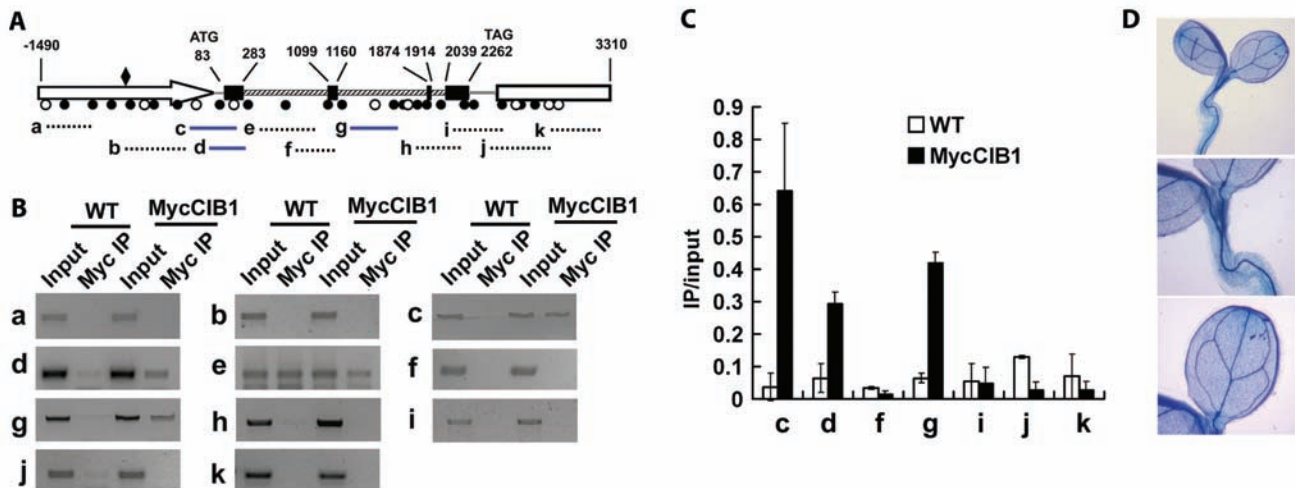 A
-1490
ATG
83
283
1099
1160
1874
1914
2039
TAG
2262
3310
a
b
c
d
e
f
g
h
i
j
k
B
WT
MycCIB1
WT
MycCIB1
WT
MycCIB1
Input
Myc IP
Input
Myc IP
Input
Myc IP
Input
Myc IP
Input
Myc IP
Input
Myc IP
a
b
c
d
e
f
g
h
i
j
k
C
WT
MycCIB1
IP/input
0.9
0.8
0.7
0.6
0.5
0.4
0.3
0.2
0.1
0
c d f g i j k
D